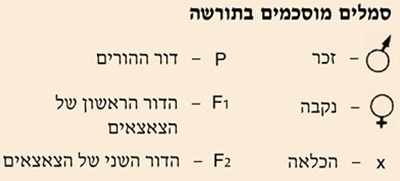 סמלים מוסכמים בתורשה
♂ – זכר
♀ – נקבה
x – הכלאה
P – דור ההורים
F1 – הדור הראשון של
הצאצאים
F2 – הדור השני של הצאצאים